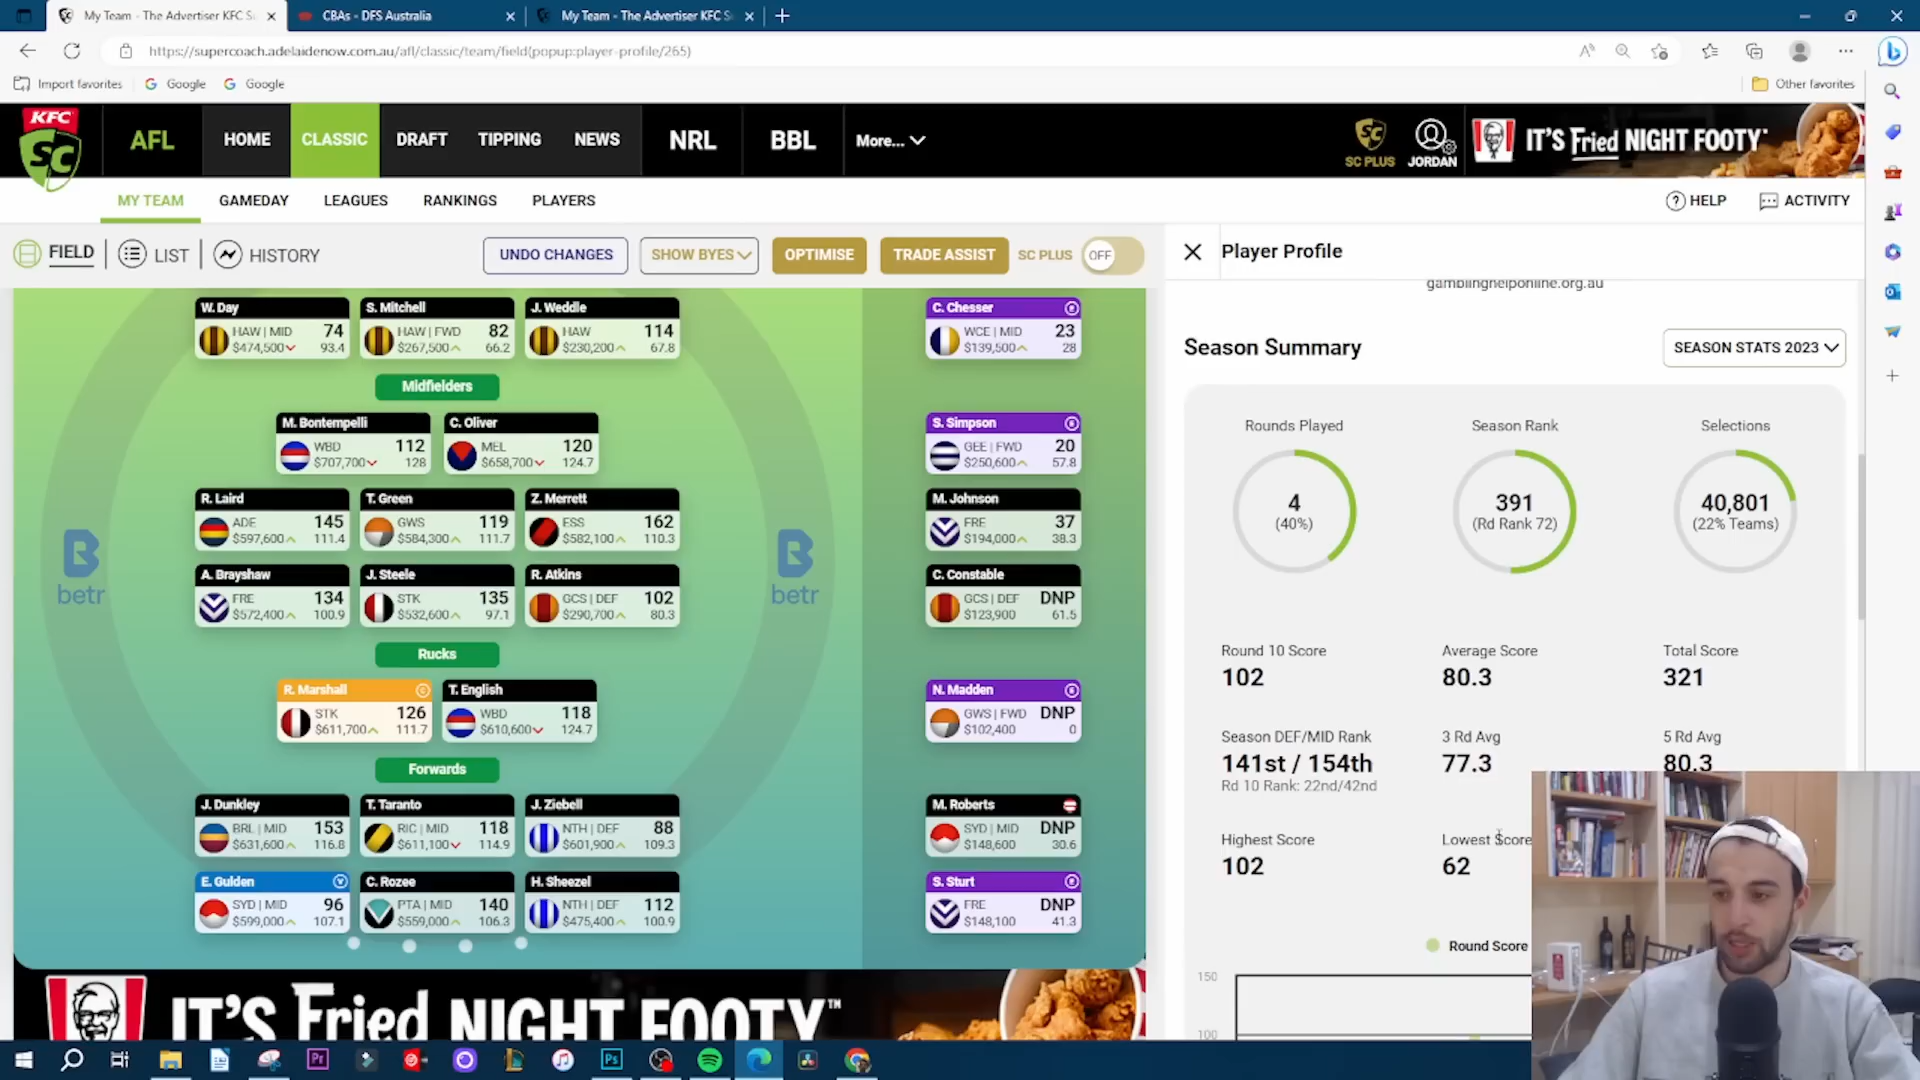 My Team - The Advertiser KFC S
CBAs - DFS Australia
My Team - The Advertiser KFC S
https://supercoach.adelaidenow.com.au/afl/classic/team/field(popup:player-profile/265)
Import favorites
Google
Google
Other favorites
KFC
SC
AFL
HOME
CLASSIC
DRAFT
TIPPING
NEWS
NRL
BBL
More...
SC
SC PLUS
JORDAN
IT'S Fried NIGHT FOOTY™
MY TEAM
GAMEDAY
LEAGUES
RANKINGS
PLAYERS
HELP
ACTIVITY
FIELD
LIST
HISTORY
UNDO CHANGES
SHOW BYES
OPTIMISE
TRADE ASSIST
SC PLUS
OFF
W. Day
HAW | MID 74
$474,500 93.4
S. Mitchell
HAW | FWD 82
$267,500 66.2
J. Weddle
HAW 114
$230,200 67.8
C. Chesser
WCE | MID 23
$139,500 28
Midfielders
M. Bontempelli
WBD 112
$707,700 128
C. Oliver
MEL 120
$658,700 124.7
S. Simpson
GEE | FWD 20
$250,600 57.8
R. Laird
ADE 145
$597,600 111.4
T. Green
GWS 119
$584,300 111.7
Z. Merrett
ESS 162
$582,100 110.3
M. Johnson
FRE 37
$194,000 38.3
A. Brayshaw
FRE 134
$572,400 100.9
J. Steele
STK 135
$532,600 97.1
R. Atkins
GCS | DEF 102
$290,700 80.3
C. Constable
GCS | DEF DNP
$123,900 61.5
betr
betr
Rucks
R. Marshall
STK 126
$611,700 111.7
T. English
WBD 118
$610,600 124.7
N. Madden
GWS | FWD DNP
$102,400 0
Forwards
J. Dunkley
BRL | MID 153
$631,600 116.8
T. Taranto
RIC | MID 118
$611,100 114.9
J. Ziebell
NTH | DEF 88
$601,900 109.3
M. Roberts
SYD | MID DNP
$148,600 30.6
E. Gulden
SYD | MID 96
$599,000 107.1
C. Rozee
PTA | MID 140
$559,000 106.3
H. Sheezel
NTH | DEF 112
$475,400 100.9
S. Sturt
FRE DNP
$148,100 41.3
IT'S Fried NIGHT FOOTY™
Player Profile
gamblinghelponline.org.au
Season Summary
SEASON STATS 2023
Rounds Played
4
(40%)
Season Rank
391
(Rd Rank 72)
Selections
40,801
(22% Teams)
Round 10 Score
102
Average Score
80.3
Total Score
321
Season DEF/MID Rank
141st / 154th
Rd 10 Rank: 22nd/42nd
3 Rd Avg
77.3
5 Rd Avg
80.3
Highest Score
102
Lowest Score
62
Round Score
150
100